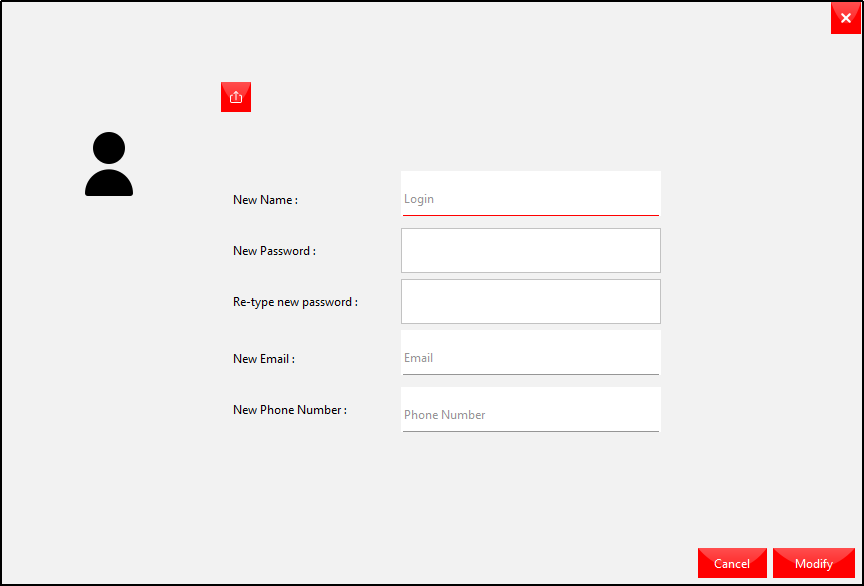 New Name :
Login
New Password :
Re-type new password :
New Email :
Email
New Phone Number :
Phone Number
Cancel
Modify